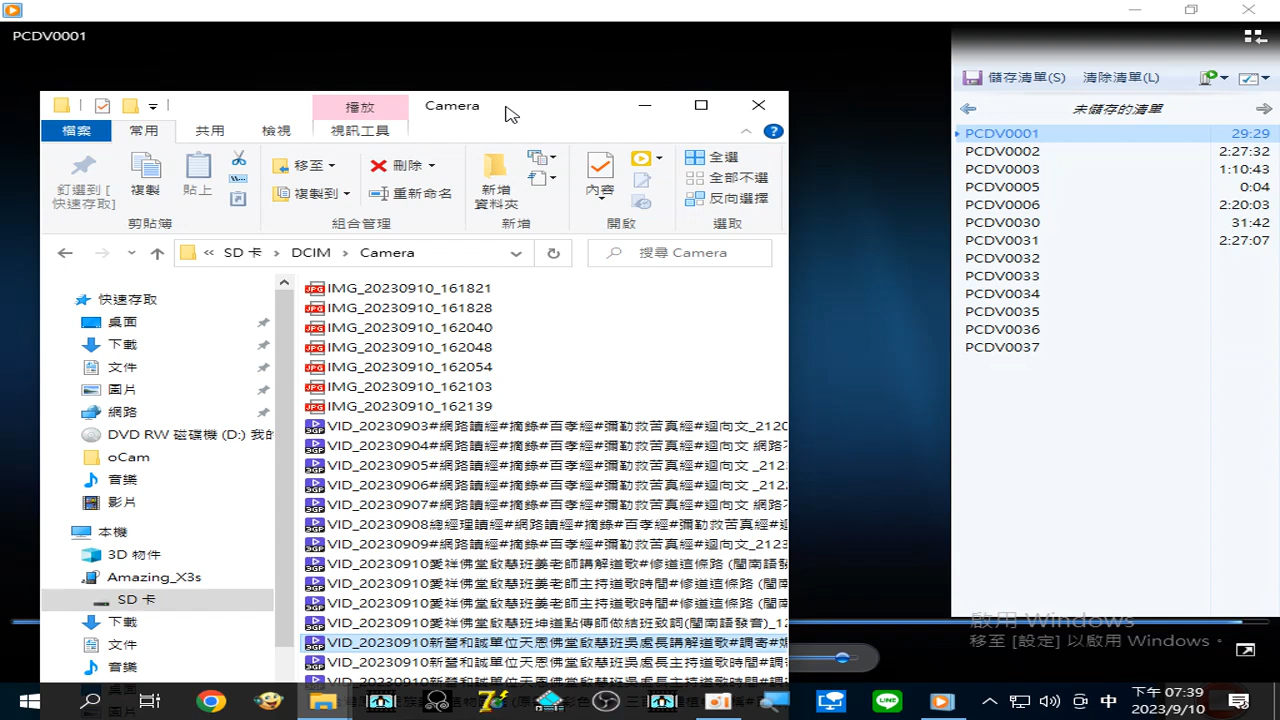 PCDV0001
儲存清單(S) 清除清單(L)
未儲存的清單
PCDV0001 29:29
PCDV0002 2:27:32
PCDV0003 1:10:43
PCDV0005 0:04
PCDV0006 2:20:03
PCDV0030 31:42
PCDV0031 2:27:07
PCDV0032
PCDV0033
PCDV0034
PCDV0035
PCDV0036
PCDV0037
播放 Camera
檔案 常用 共用 檢視 視訊工具
釘選到 [快速存取]
複製
貼上
剪貼簿
移至
複製到
刪除
重新命名
組合管理
新增資料夾
新增
內容
開啟
全選
全部不選
反向選擇
選取
« SD 卡 › DCIM › Camera
搜尋 Camera
快速存取
桌面
下載
文件
圖片
網路
DVD RW 磁碟機 (D:) 我的
oCam
音樂
影片
本機
3D 物件
Amazing_X3s
SD 卡
下載
文件
音樂
桌面
圖片
IMG_20230910_161821
IMG_20230910_161828
IMG_20230910_162040
IMG_20230910_162048
IMG_20230910_162054
IMG_20230910_162103
IMG_20230910_162139
VID_20230903#網路讀經#摘錄#百孝經#彌勒救苦真經#迴向文_2120
VID_20230904#網路讀經#摘錄#百孝經#彌勒救苦真經#迴向文 網路
VID_20230905#網路讀經#摘錄#百孝經#彌勒救苦真經#迴向文 _212
VID_20230906#網路讀經#摘錄#百孝經#彌勒救苦真經#迴向文 _212
VID_20230907#網路讀經#摘錄#百孝經#彌勒救苦真經#迴向文 網路
VID_20230908總經理讀經#網路讀經#摘錄#百孝經#彌勒救苦真經#
VID_20230909#網路讀經#摘錄#百孝經#彌勒救苦真經#迴向文_2123
VID_20230910愛祥佛堂啟慧班姜老師講解道歌#修道這條路 (閩南語發
VID_20230910愛祥佛堂啟慧班姜老師主持道歌時間#修道這條路 (閩南
VID_20230910愛祥佛堂啟慧班姜老師主持道歌時間#修道這條路 (閩南
VID_20230910愛祥佛堂啟慧班坤道點傳師做結班致詞(閩南語發音)_1
VID_20230910新營和誠單位天恩佛堂啟慧班吳處長講解道歌#調寄#
VID_20230910新營和誠單位天恩佛堂啟慧班吳處長主持道歌時間#調
啟用 Windows
移至 [設定] 以啟用 Windows。
LINE
中
下午 07:39
2023/9/10